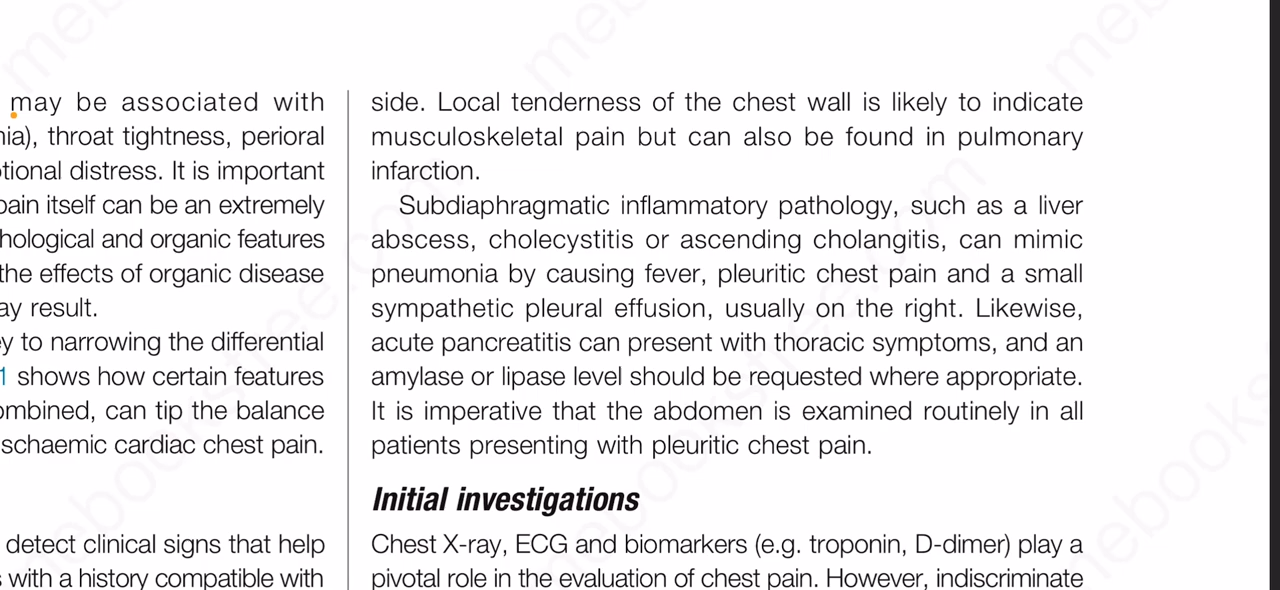 may be associated with
nia), throat tightness, perioral
otional distress. It is important
pain itself can be an extremely
hological and organic features
the effects of organic disease
ay result.
ey to narrowing the differential
1 shows how certain features
ombined, can tip the balance
schaemic cardiac chest pain.
detect clinical signs that help
s with a history compatible with
side. Local tenderness of the chest wall is likely to indicate
musculoskeletal pain but can also be found in pulmonary
infarction.
Subdiaphragmatic inflammatory pathology, such as a liver
abscess, cholecystitis or ascending cholangitis, can mimic
pneumonia by causing fever, pleuritic chest pain and a small
sympathetic pleural effusion, usually on the right. Likewise,
acute pancreatitis can present with thoracic symptoms, and an
amylase or lipase level should be requested where appropriate.
It is imperative that the abdomen is examined routinely in all
patients presenting with pleuritic chest pain.
Initial investigations
Chest X-ray, ECG and biomarkers (e.g. troponin, D-dimer) play a
pivotal role in the evaluation of chest pain. However, indiscriminate